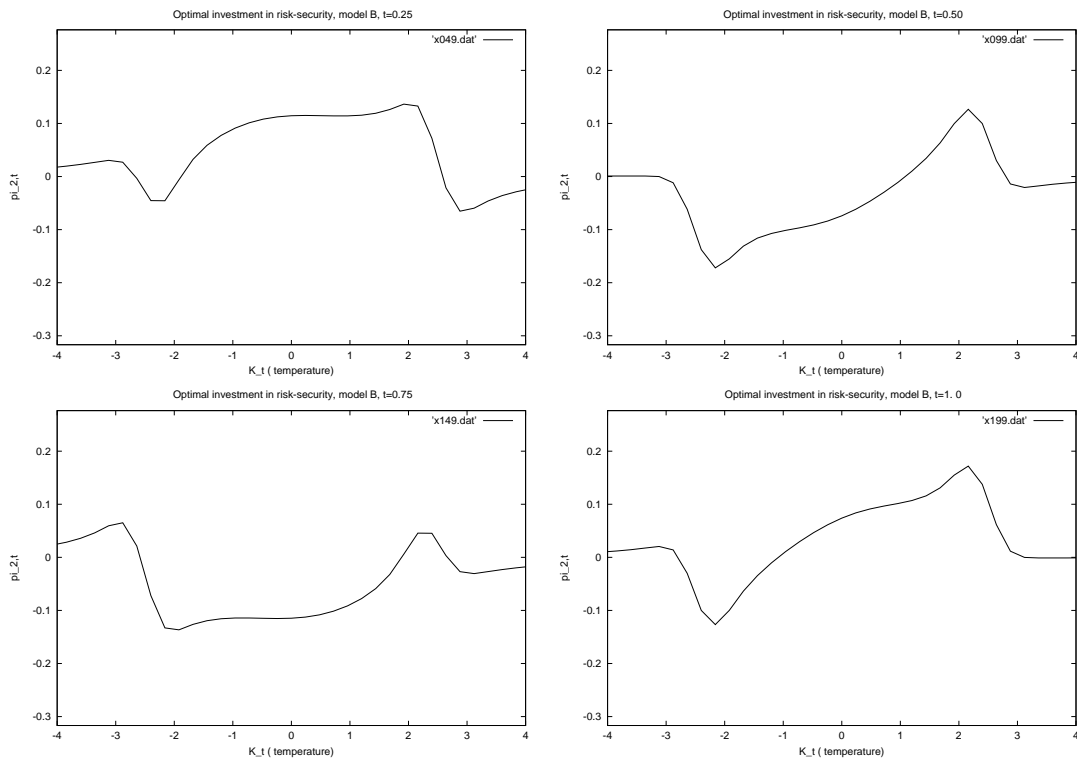 Optimal investment in risk-security, model B, t=0.25
'x049.dat'
0.2
0.1
0
-0.1
-0.2
-0.3
pi_2,t
-4 -3 -2 -1 0 1 2 3 4
K_t ( temperature)
Optimal investment in risk-security, model B, t=0.50
'x099.dat'
0.2
0.1
0
-0.1
-0.2
-0.3
pi_2,t
-4 -3 -2 -1 0 1 2 3 4
K_t ( temperature)
Optimal investment in risk-security, model B, t=0.75
'x149.dat'
0.2
0.1
0
-0.1
-0.2
-0.3
pi_2,t
-4 -3 -2 -1 0 1 2 3 4
K_t ( temperature)
Optimal investment in risk-security, model B, t=1. 0
'x199.dat'
0.2
0.1
0
-0.1
-0.2
-0.3
pi_2,t
-4 -3 -2 -1 0 1 2 3 4
K_t ( temperature)